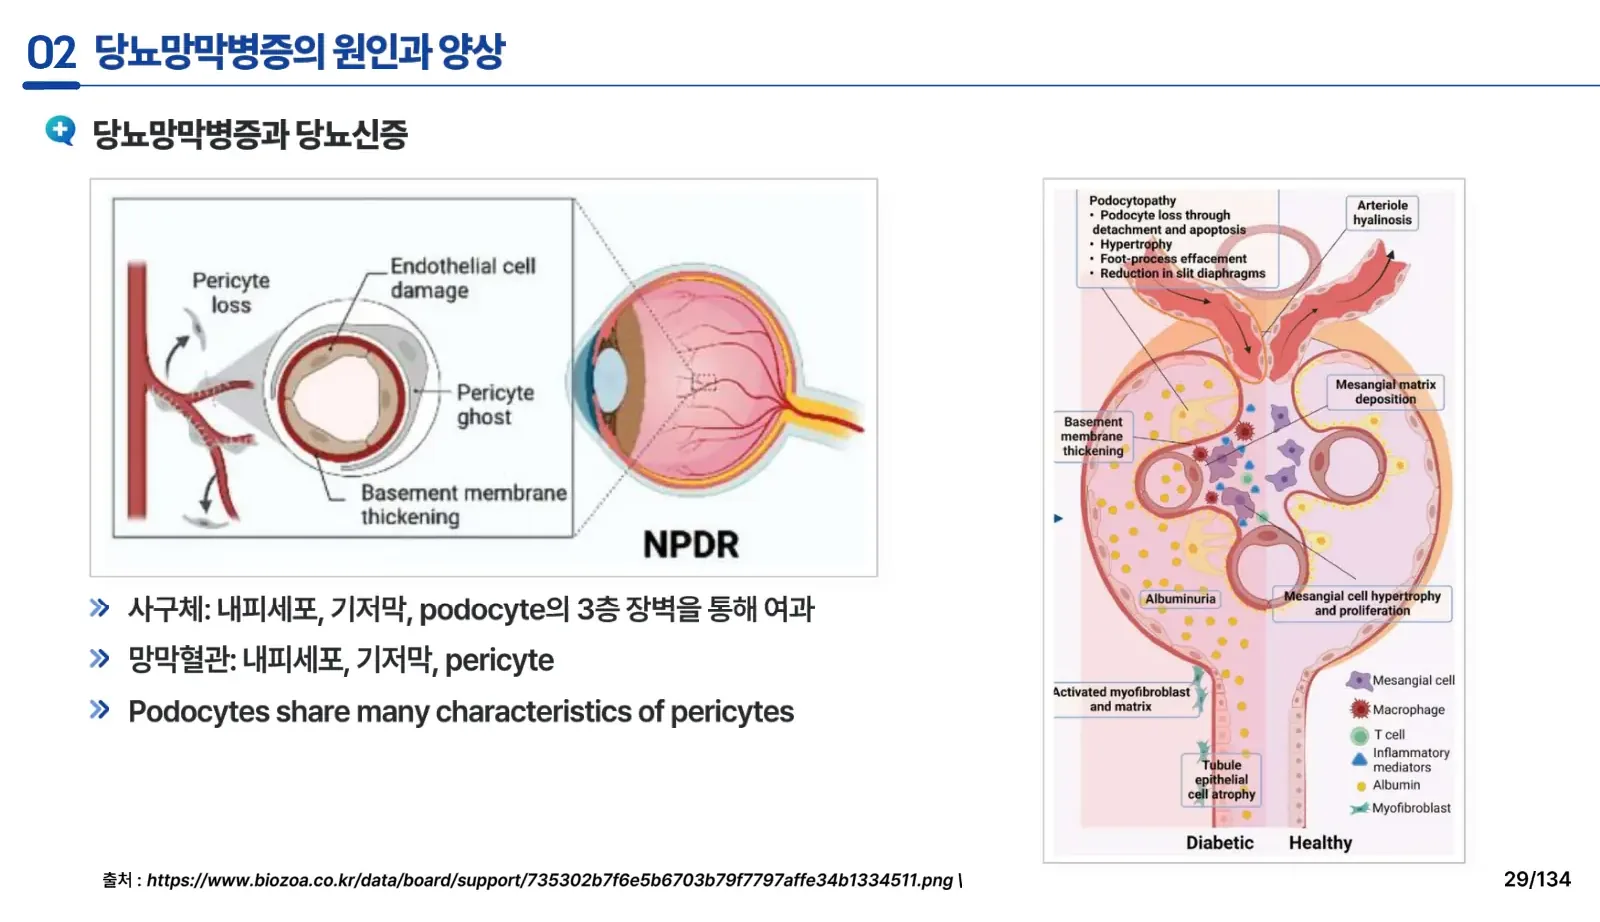 02 당뇨망막병증의 원인과 양상
당뇨망막병증과 당뇨신증
Pericyte
loss
Endothelial cell
damage
Pericyte
ghost
Basement membrane
thickening
NPDR
사구체: 내피세포, 기저막, podocyte의 3층 장벽을 통해 여과
망막혈관: 내피세포, 기저막, pericyte
Podocytes share many characteristics of pericytes
Podocytopathy
• Podocyte loss through
detachment and apoptosis
• Hypertrophy
• Foot-process effacement
• Reduction in slit diaphragms
Arteriole
hyalinosis
Mesangial matrix
deposition
Basement
membrane
thickening
Albuminuria
Mesangial cell hypertrophy
and proliferation
Activated myofibroblast
and matrix
Tubule
epithelial
cell atrophy
Mesangial cell
Macrophage
T cell
Inflammatory
mediators
Albumin
Myofibroblast
Diabetic
Healthy
출처 : https://www.biozoa.co.kr/data/board/support/735302b7f6e5b6703b79f7797affe34b1334511.png \
29/134